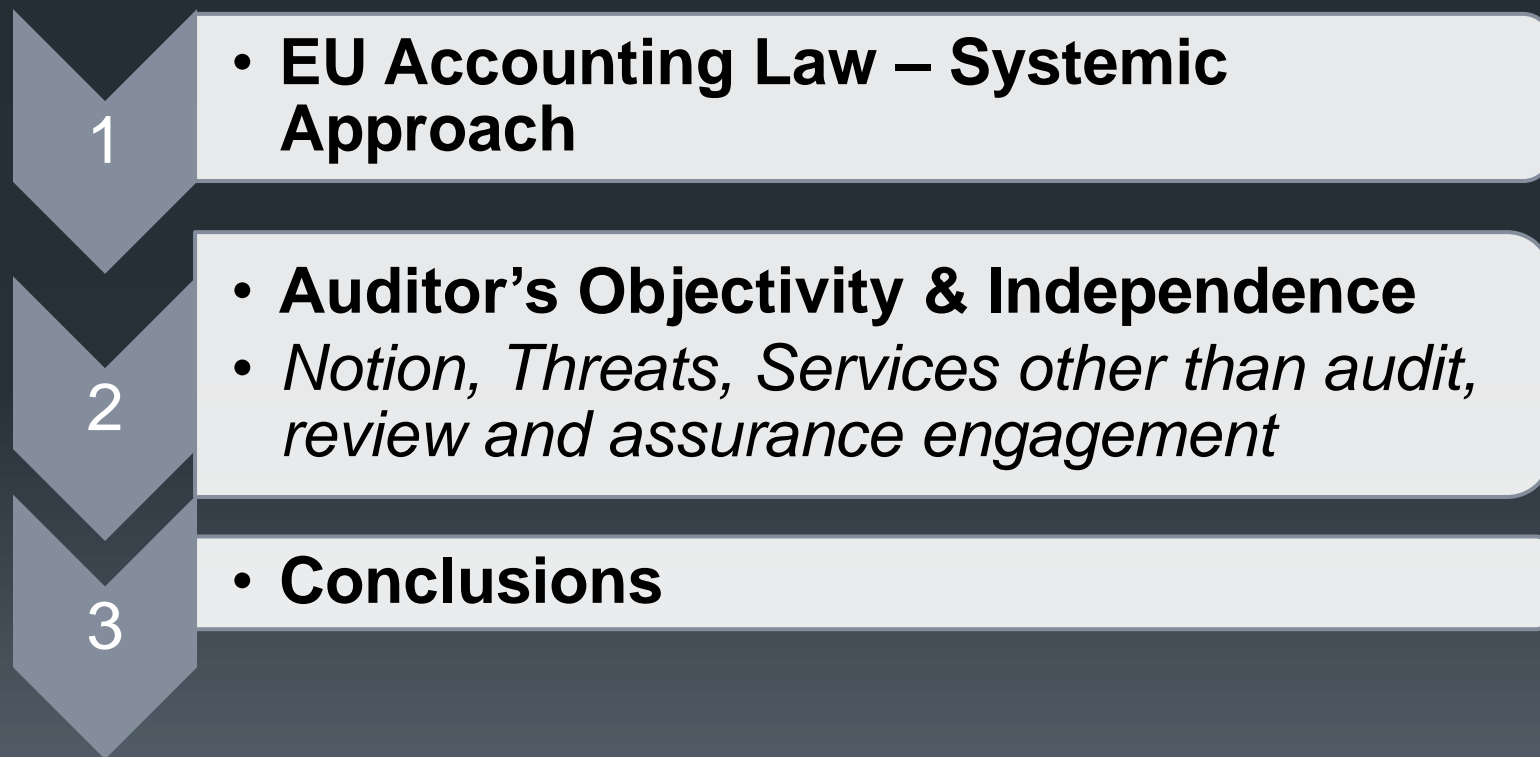 1
• EU Accounting Law – Systemic
Approach
2
• Auditor’s Objectivity & Independence
• Notion, Threats, Services other than audit,
review and assurance engagement
3
• Conclusions